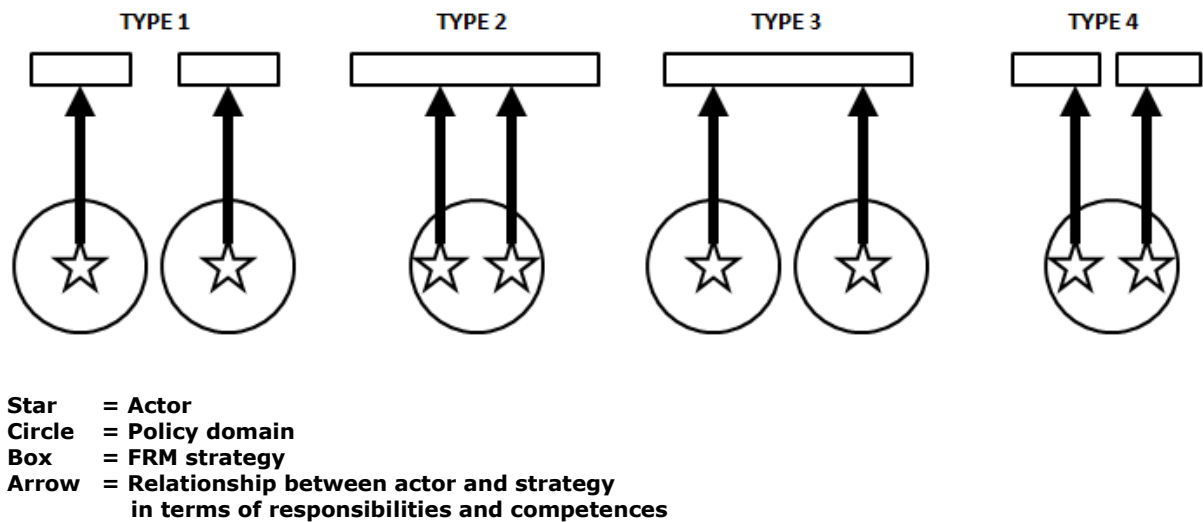 TYPE 1
TYPE 2
TYPE 3
TYPE 4
Star = Actor
Circle = Policy domain
Box = FRM strategy
Arrow = Relationship between actor and strategy
in terms of responsibilities and competences